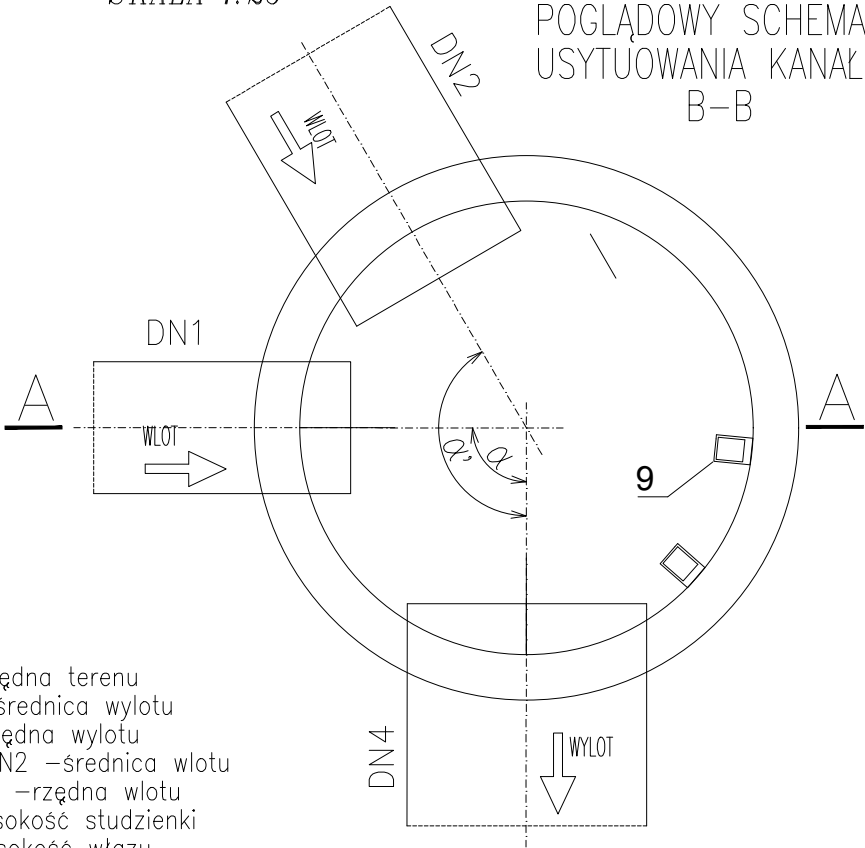 POGLĄDOWY SCHEMA
USYTUOWANIA KANAŁ
B-B
DN2
WLOT
DN1
A
WLOT
α'
α
A
9
DN4
WYLOT
ędna terenu
średnica wylotu
ędna wylotu
N2 -średnica wlotu
-rzędna wlotu
sokość studzienki